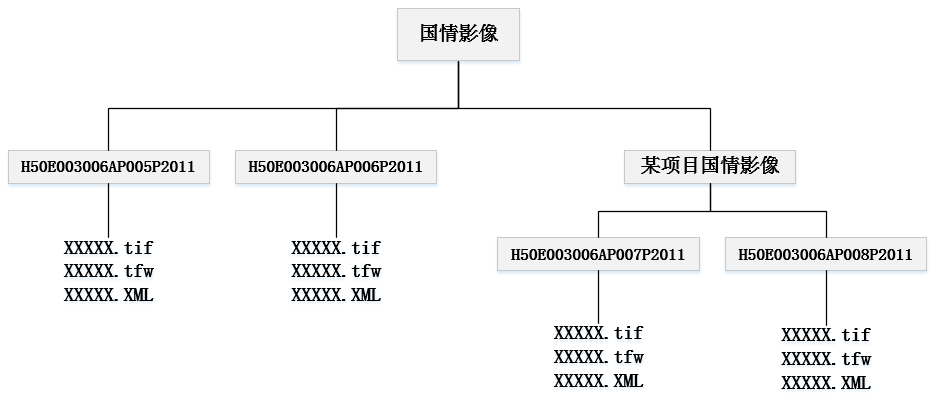 国情影像
H50E003006AP005P2011
H50E003006AP006P2011
某项目国情影像
XXXXX.tif
XXXXX.tfw
XXXXX.XML
XXXXX.tif
XXXXX.tfw
XXXXX.XML
H50E003006AP007P2011
H50E003006AP008P2011
XXXXX.tif
XXXXX.tfw
XXXXX.XML
XXXXX.tif
XXXXX.tfw
XXXXX.XML